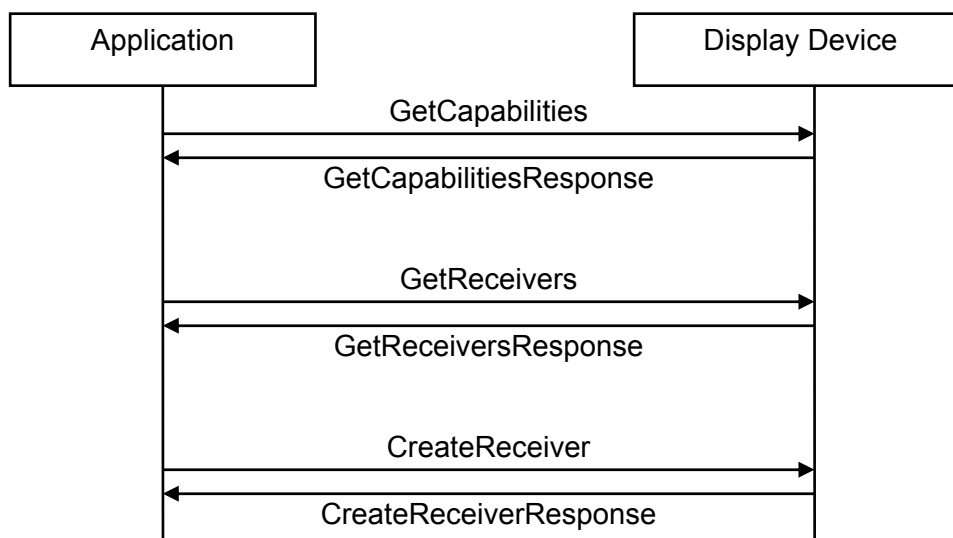 Application
Display Device
GetCapabilities
GetCapabilitiesResponse
GetReceivers
GetReceiversResponse
CreateReceiver
CreateReceiverResponse